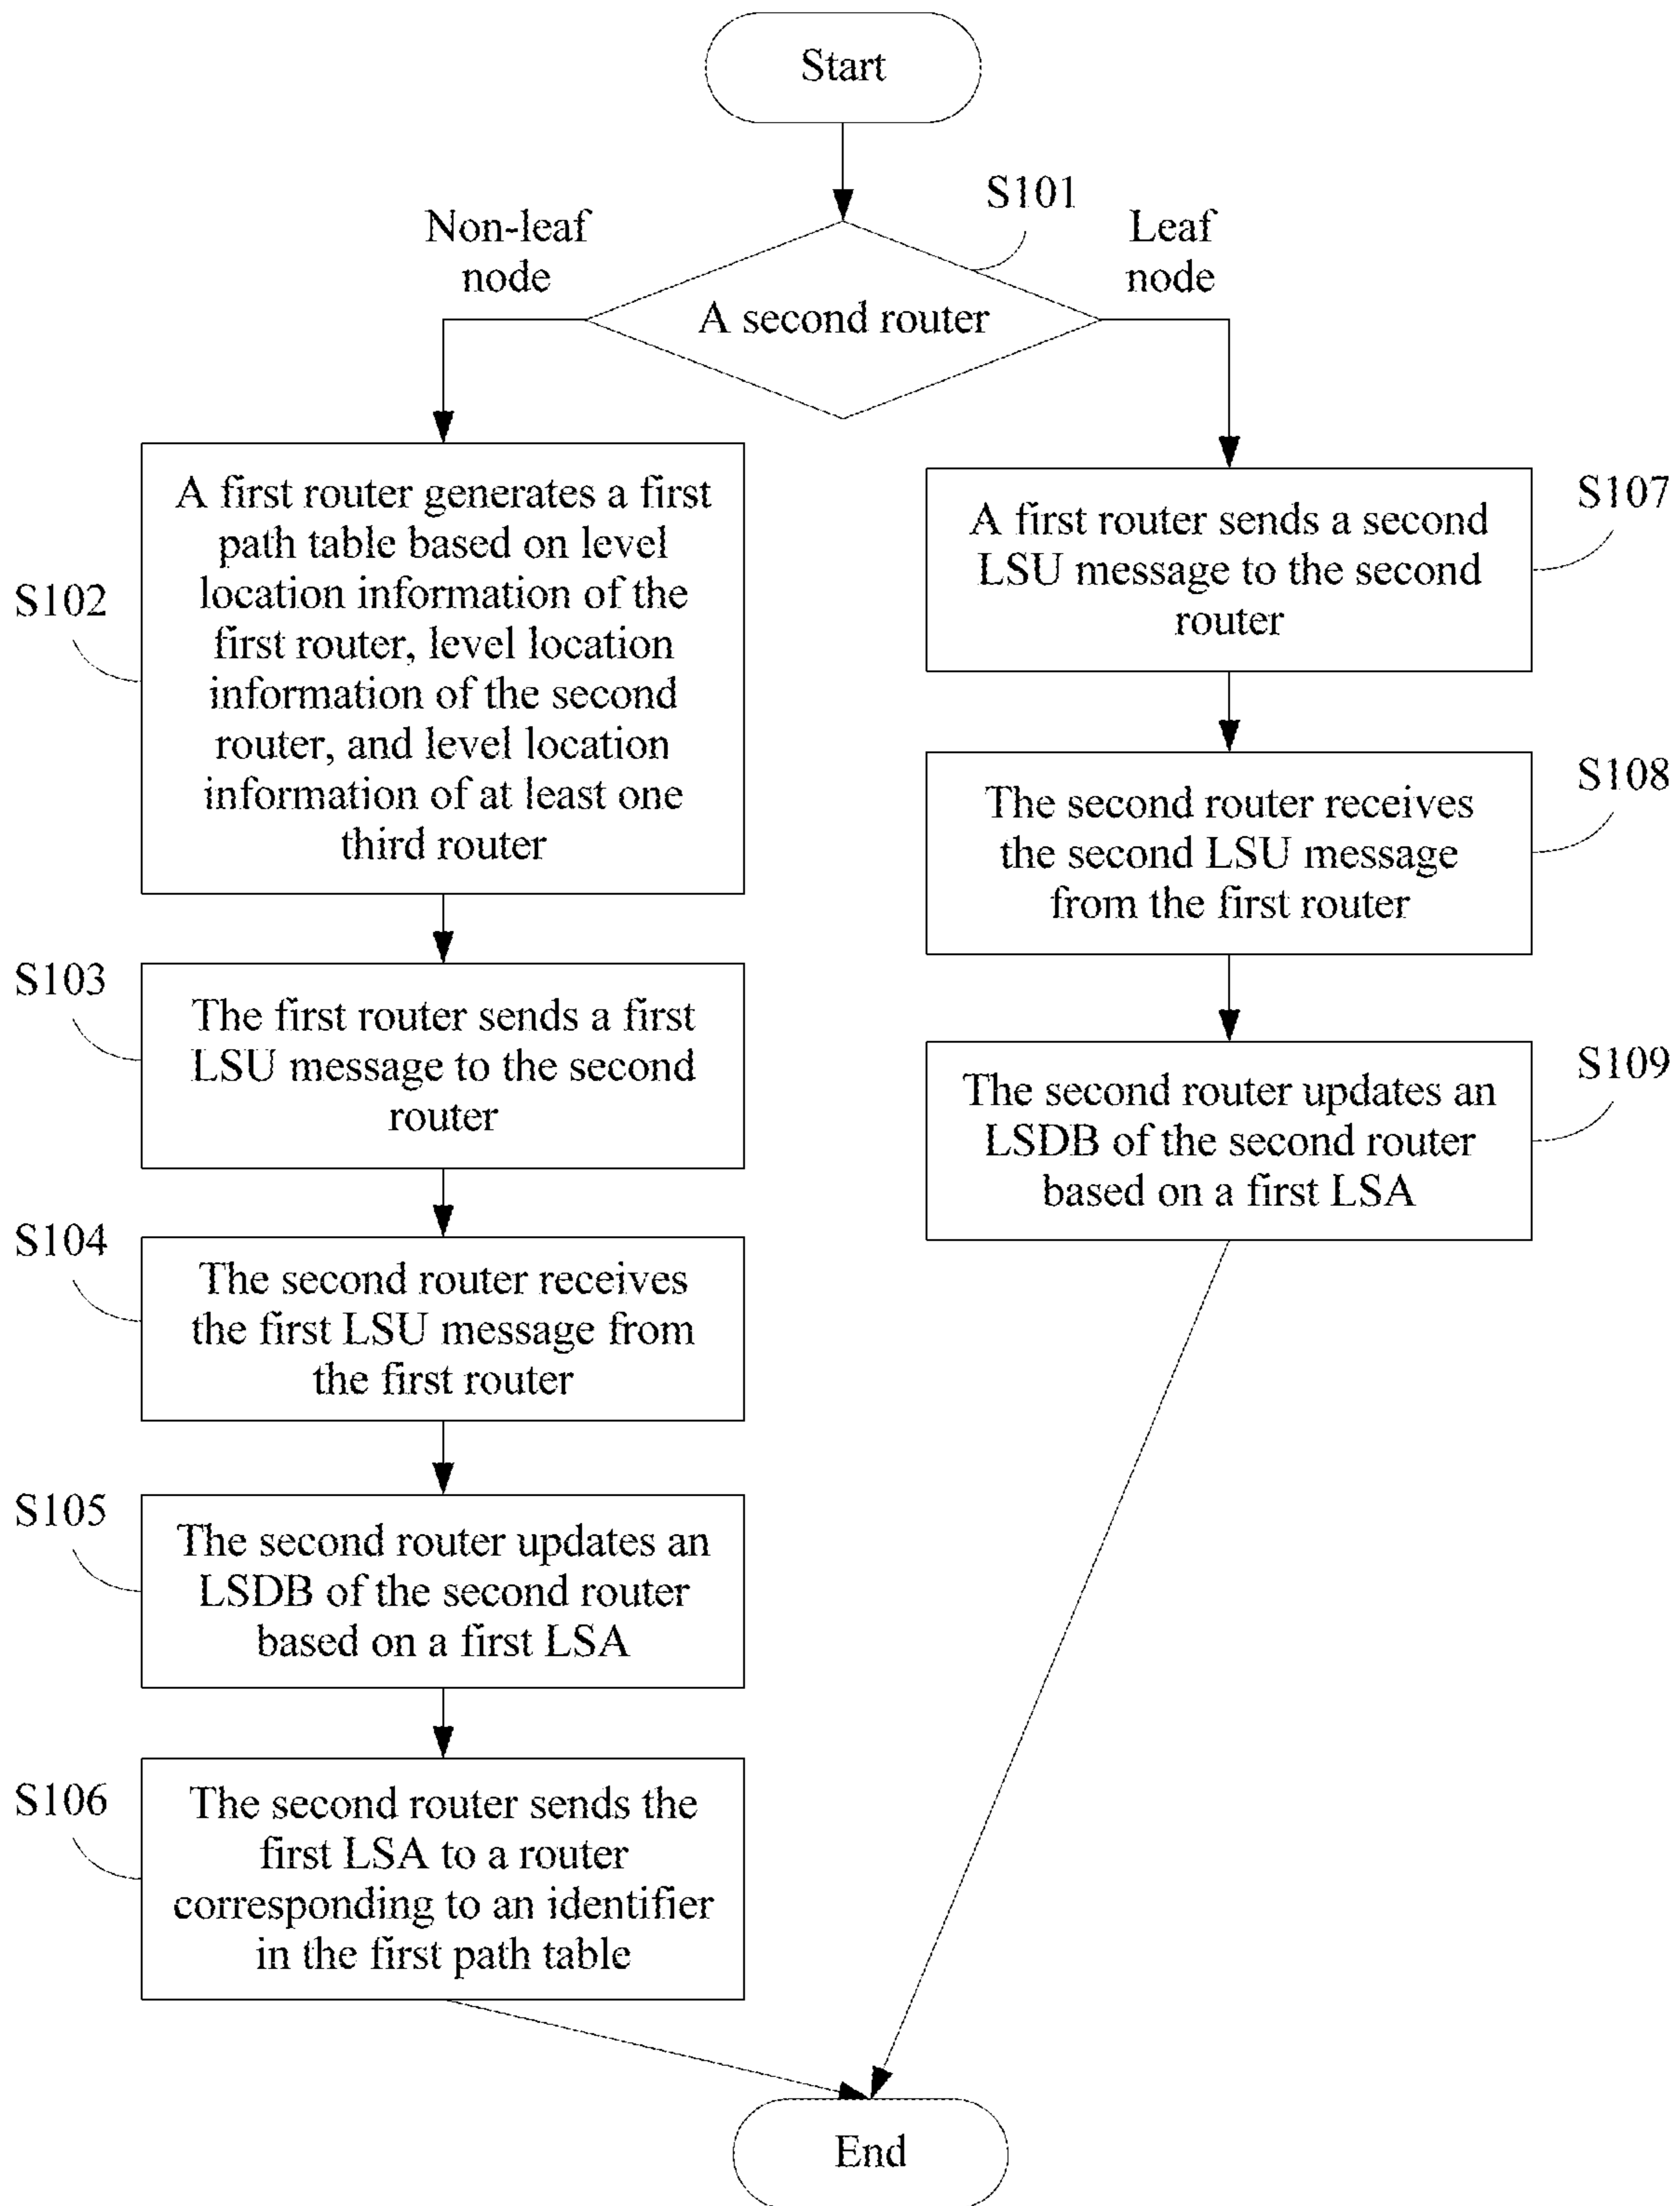 Start
S101
Non-leaf
node
Leaf
node
A second router
S102
A first router generates a first
path table based on level
location information of the
first router, level location
information of the second
router, and level location
information of at least one
third router
S103
The first router sends a first
LSU message to the second
router
S104
The second router receives
the first LSU message from
the first router
S105
The second router updates an
LSDB of the second router
based on a first LSA
S106
The second router sends the
first LSA to a router
corresponding to an identifier
in the first path table
S107
A first router sends a second
LSU message to the second
router
S108
The second router receives
the second LSU message
from the first router
S109
The second router updates an
LSDB of the second router
based on a first LSA
End